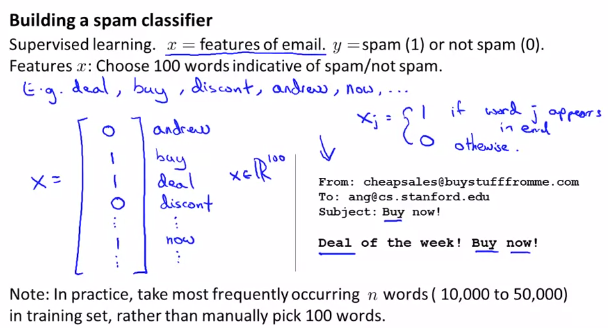 Building a spam classifier
Supervised learning. x = features of email. y = spam (1) or not spam (0).
Features x: Choose 100 words indicative of spam/not spam.
E.g. deal, buy, discont, andrew, now, ...
x = [ 0 andrew
1 buy
1 deal
0 discont
⋮ ⋮
1 now
⋮ ⋮ ]
x ∈ ℝ^100
xj = { 1 if word j appears
in email
0 otherwise.
From: cheapsales@buystufffromme.com
To: ang@cs.stanford.edu
Subject: Buy now!
Deal of the week! Buy now!
Note: In practice, take most frequently occurring n words ( 10,000 to 50,000)
in training set, rather than manually pick 100 words.